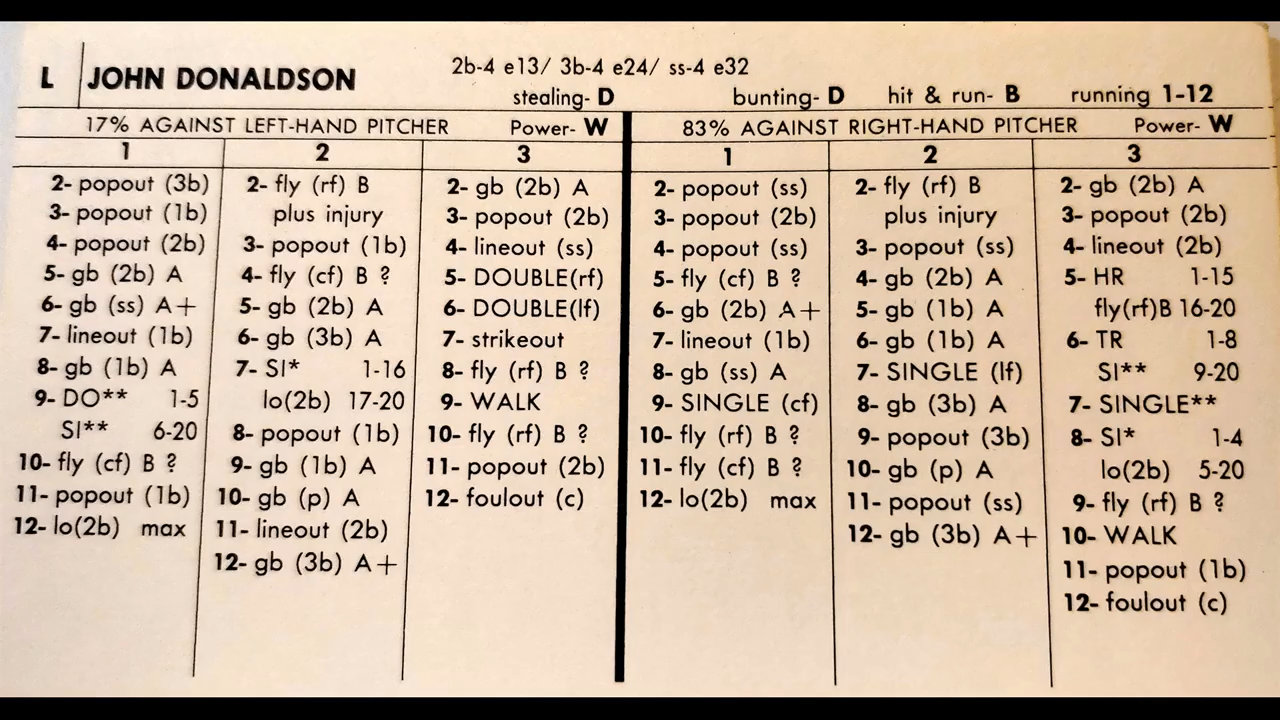 L JOHN DONALDSON 2b-4 e13/ 3b-4 e24/ ss-4 e32
stealing- D bunting- D hit & run- B running 1-12
17% AGAINST LEFT-HAND PITCHER Power- W
1
2- popout (3b)
3- popout (1b)
4- popout (2b)
5- gb (2b) A
6- gb (ss) A+
7- lineout (1b)
8- gb (1b) A
9- DO** 1-5
SI** 6-20
10- fly (cf) B ?
11- popout (1b)
12- lo(2b) max
2
2- fly (rf) B
plus injury
3- popout (1b)
4- fly (cf) B ?
5- gb (2b) A
6- gb (3b) A
7- SI* 1-16
lo(2b) 17-20
8- popout (1b)
9- gb (1b) A
10- gb (p) A
11- lineout (2b)
12- gb (3b) A+
3
2- gb (2b) A
3- popout (2b)
4- lineout (ss)
5- DOUBLE(rf)
6- DOUBLE(lf)
7- strikeout
8- fly (rf) B ?
9- WALK
10- fly (rf) B ?
11- popout (2b)
12- foulout (c)
83% AGAINST RIGHT-HAND PITCHER Power- W
1
2- popout (ss)
3- popout (2b)
4- popout (ss)
5- fly (cf) B ?
6- gb (2b) A+
7- lineout (1b)
8- gb (ss) A
9- SINGLE (cf)
10- fly (rf) B ?
11- fly (cf) B ?
12- lo(2b) max
2
2- fly (rf) B
plus injury
3- popout (ss)
4- gb (2b) A
5- gb (1b) A
6- gb (1b) A
7- SINGLE (lf)
8- gb (3b) A
9- popout (3b)
10- gb (p) A
11- popout (ss)
12- gb (3b) A+
3
2- gb (2b) A
3- popout (2b)
4- lineout (2b)
5- HR 1-15
fly(rf)B 16-20
6- TR 1-8
SI** 9-20
7- SINGLE**
8- SI* 1-4
lo(2b) 5-20
9- fly (rf) B ?
10- WALK
11- popout (1b)
12- foulout (c)